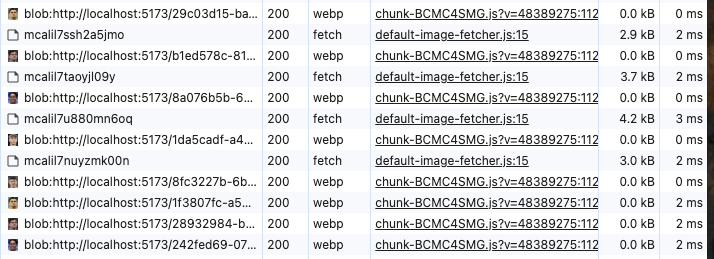 blob:http://localhost:5173/29c03d15-ba... 200 webp chunk-BCMC4SMG.js?v=48389275:112 0.0 kB 0 ms
mcalil7ssh2a5jmo 200 fetch default-image-fetcher.js:15 2.9 kB 2 ms
blob:http://localhost:5173/b1ed578c-81... 200 webp chunk-BCMC4SMG.js?v=48389275:112 0.0 kB 0 ms
mcalil7taoyjl09y 200 fetch default-image-fetcher.js:15 3.7 kB 2 ms
blob:http://localhost:5173/8a076b5b-6... 200 webp chunk-BCMC4SMG.js?v=48389275:112 0.0 kB 0 ms
mcalil7u880mn6oq 200 fetch default-image-fetcher.js:15 4.2 kB 3 ms
blob:http://localhost:5173/1da5cadf-a4... 200 webp chunk-BCMC4SMG.js?v=48389275:112 0.0 kB 0 ms
mcalil7nuyzmk00n 200 fetch default-image-fetcher.js:15 3.0 kB 2 ms
blob:http://localhost:5173/8fc3227b-6b... 200 webp chunk-BCMC4SMG.js?v=48389275:112 0.0 kB 0 ms
blob:http://localhost:5173/1f3807fc-a5... 200 webp chunk-BCMC4SMG.js?v=48389275:112 0.0 kB 2 ms
blob:http://localhost:5173/28932984-b... 200 webp chunk-BCMC4SMG.js?v=48389275:112 0.0 kB 2 ms
blob:http://localhost:5173/242fed69-07... 200 webp chunk-BCMC4SMG.js?v=48389275:112 0.0 kB 2 ms